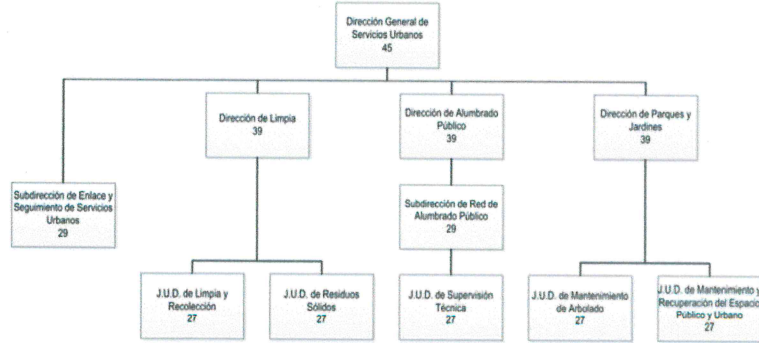 Dirección General de
Servicios Urbanos
45
Dirección de Limpia
39
Dirección de Alumbrado
Público
39
Dirección de Parques y
Jardines
39
Subdirección de Enlace y
Seguimiento de Servicios
Urbanos
29
Subdirección de Red de
Alumbrado Público
29
J.U.D. de Limpia y
Recolección
27
J.U.D. de Residuos
Sólidos
27
J.U.D. de Supervisión
Técnica
27
J.U.D. de Mantenimiento
de Arbolado
27
J.U.D. de Mantenimiento y
Recuperación del Espacio
Público y Urbano
27